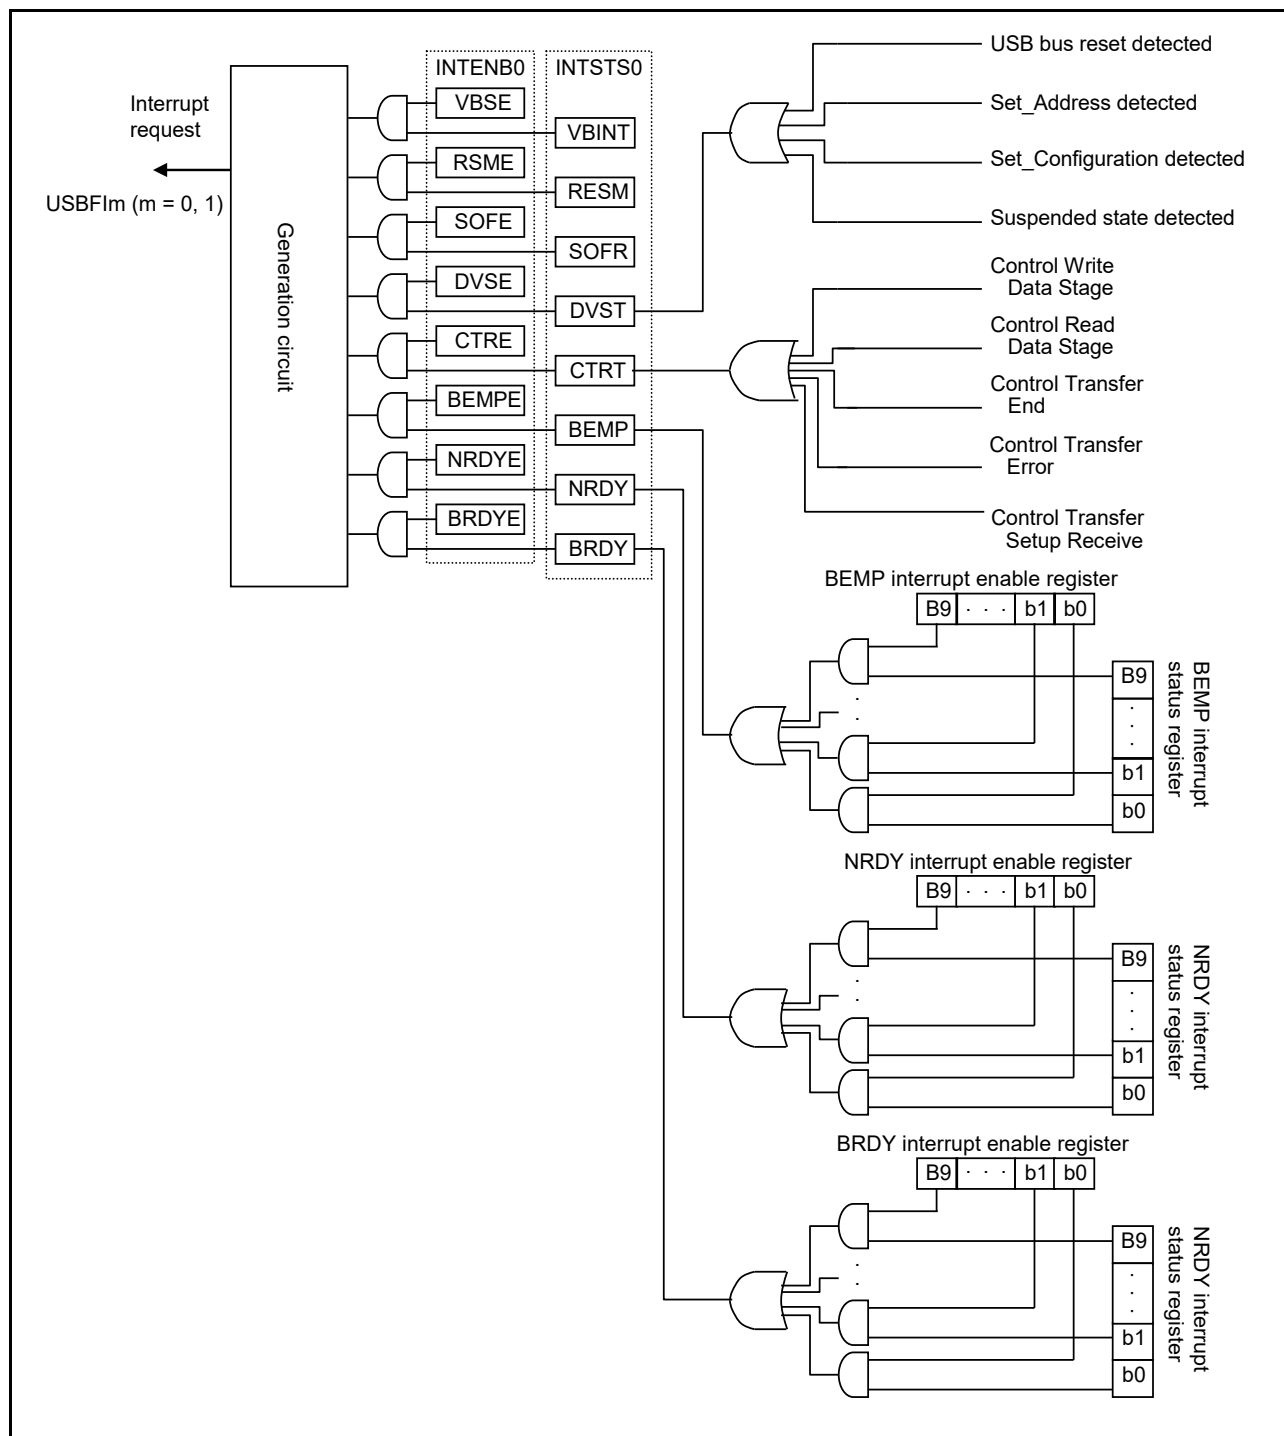 Interrupt
request
USBFIm (m = 0, 1)
Generation circuit
INTENB0
VBSE
RSME
SOFE
DVSE
CTRE
BEMPE
NRDYE
BRDYE
INTSTS0
VBINT
RESM
SOFR
DVST
CTRT
BEMP
NRDY
BRDY
USB bus reset detected
Set_Address detected
Set_Configuration detected
Suspended state detected
Control Write
Data Stage
Control Read
Data Stage
Control Transfer
End
Control Transfer
Error
Control Transfer
Setup Receive
BEMP interrupt enable register
B9 · · · b1 b0
B9
·
·
·
b1
b0
BEMP interrupt
status register
NRDY interrupt enable register
B9 · · · b1 b0
B9
·
·
·
b1
b0
NRDY interrupt
status register
BRDY interrupt enable register
B9 · · · b1 b0
B9
·
·
·
b1
b0
NRDY interrupt
status register